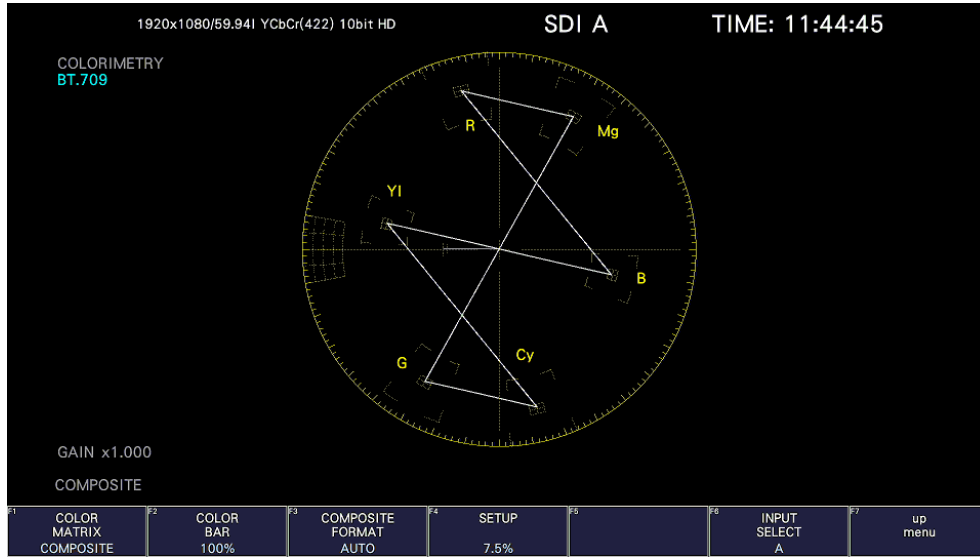 1920x1080/59.94I YCbCr(422) 10bit HD
SDI A
TIME: 11:44:45
COLORIMETRY
BT.709
R
Mg
Yl
B
G
Cy
GAIN x1.000
COMPOSITE
F1
COLOR
MATRIX
COMPOSITE
F2
COLOR
BAR
100%
F3
COMPOSITE
FORMAT
AUTO
F4
SETUP
7.5%
F5
F6
INPUT
SELECT
A
F7
up
menu